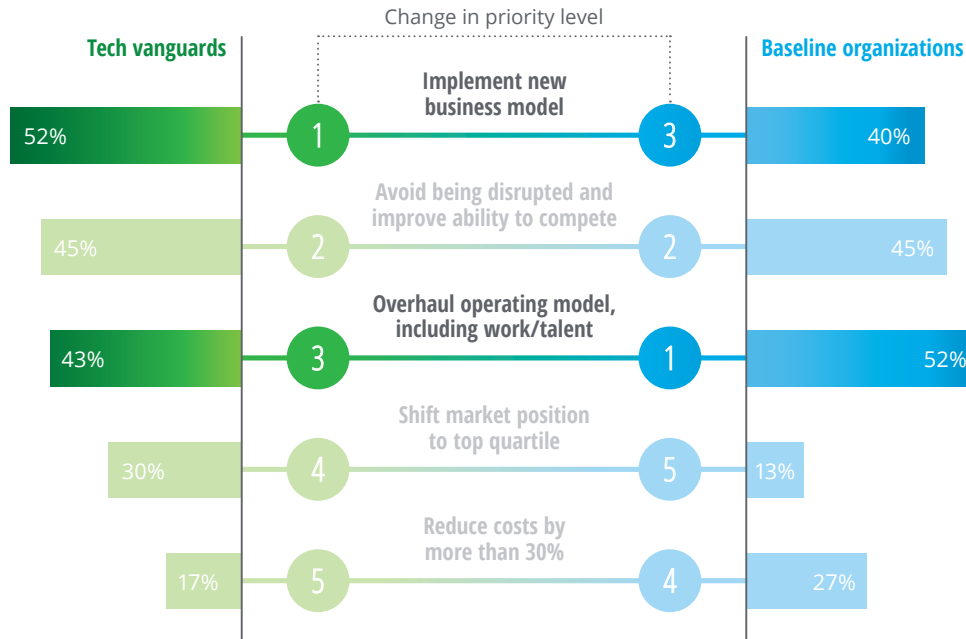 Change in priority level
Tech vanguards
Baseline organizations
Implement new
business model
52%
1
3
40%
Avoid being disrupted and
improve ability to compete
45%
2
2
45%
Overhaul operating model,
including work/talent
43%
3
1
52%
Shift market position
to top quartile
30%
4
5
13%
Reduce costs by
more than 30%
17%
5
4
27%